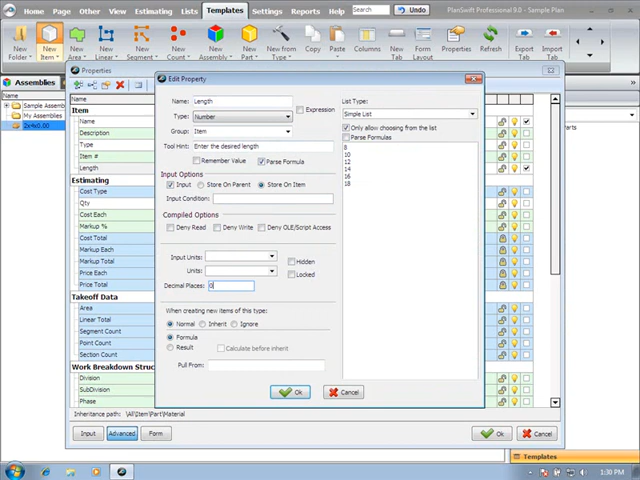 PlanSwift Professional 9.0 - Sample Plan
Home Page Other View Estimating Lists Templates Settings Undo
New Folder New Item New Area New Linear New Segment New Count New Assembly New Part New from Type Copy Paste Columns New Tab Form Layout Properties Refresh Export Tab Import Tab
Assemblies
Sample Assemb
My Assemblies
2x4x0.00
Properties
Name
Item
Name
Description
Type
Item #
Length
Estimating
Cost Type
Qty
Cost Each
Markup %
Cost Total
Markup Each
Markup Total
Price Each
Price Total
Takeoff Data
Area
Linear Total
Segment Count
Point Count
Section Count
Work Breakdown Struc
Division
SubDivision
Phase
Inheritance path: \All\Item\Part\Material
Input Advanced Form
Ok Cancel
Edit Property
Name: Length
Expression
Type: Number
Group: Item
Tool Hint: Enter the desired length
Remember Value Parse Formula
Input Options
Input Store On Parent Store On Item
Input Condition:
Compiled Options
Deny Read Deny Write Deny OLE/Script Access
Input Units: Hidden
Units: Locked
Decimal Places: 0
When creating new items of this type:
Normal Inherit Ignore
Formula
Result Calculate before inherit
Pull From:
List Type:
Simple List
Only allow choosing from the list
Parse Formulas
8
10
12
14
16
18
Ok Cancel
Parts
Templates
1:30 PM